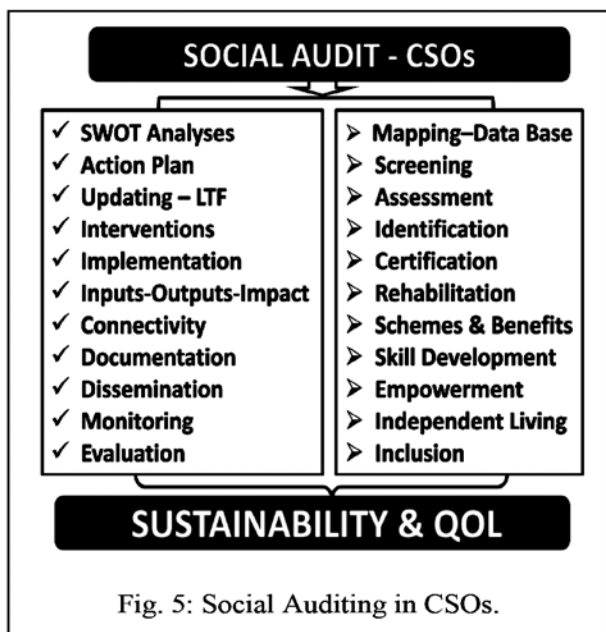 SOCIAL AUDIT - CSOs
✓ SWOT Analyses
✓ Action Plan
✓ Updating – LTF
✓ Interventions
✓ Implementation
✓ Inputs-Outputs-Impact
✓ Connectivity
✓ Documentation
✓ Dissemination
✓ Monitoring
✓ Evaluation
➢ Mapping–Data Base
➢ Screening
➢ Assessment
➢ Identification
➢ Certification
➢ Rehabilitation
➢ Schemes & Benefits
➢ Skill Development
➢ Empowerment
➢ Independent Living
➢ Inclusion
SUSTAINABILITY & QOL
Fig. 5: Social Auditing in CSOs.